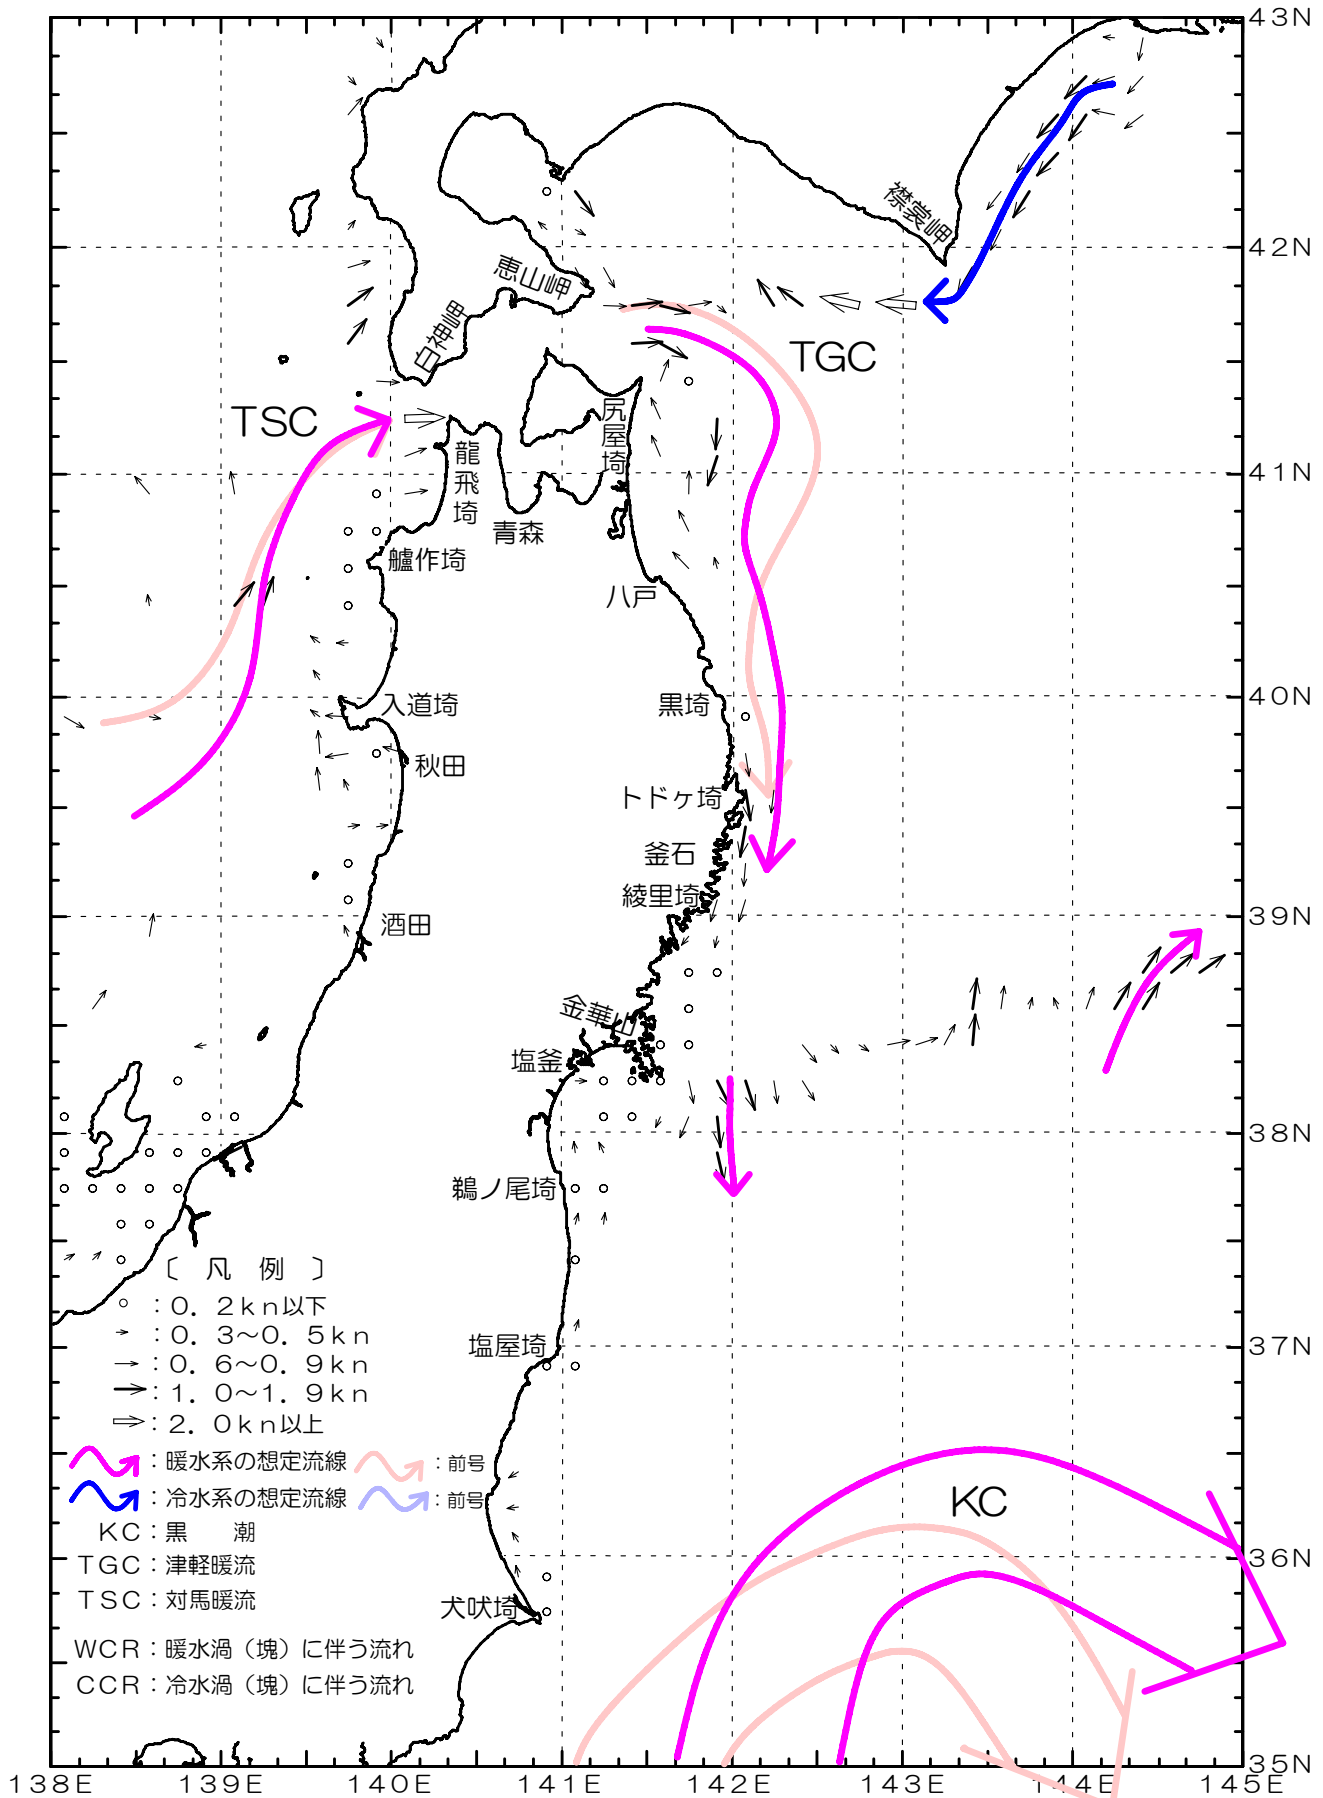 43N
襟裳岬
42N
恵山岬
白神岬
TGC
TSC
尻屋埼
龍飛埼
41N
青森
艫作埼
八戸
入道埼
黒埼
40N
秋田
トドヶ埼
釜石
綾里埼
39N
酒田
金華山
塩釜
38N
鵜ノ尾埼
〔 凡 例 〕
：0．2kn以下
：0．3～0．5kn
：0．6～0．9kn
：1．0～1．9kn
：2．0kn以上
塩屋埼
37N
：暖水系の想定流線 ：前号
：冷水系の想定流線 ：前号
KC：黒 潮
TGC：津軽暖流
TSC：対馬暖流
WCR：暖水渦（塊）に伴う流れ
CCR：冷水渦（塊）に伴う流れ
KC
36N
犬吠埼
35N
138E 139E 140E 141E 142E 143E 144E 145E